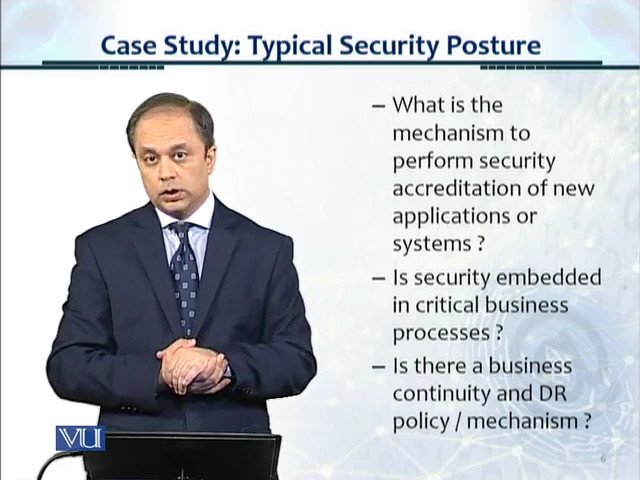 Case Study: Typical Security Posture
– What is the
mechanism to
perform security
accreditation of new
applications or
systems ?
– Is security embedded
in critical business
processes ?
– Is there a business
continuity and DR
policy / mechanism ?
VU
6